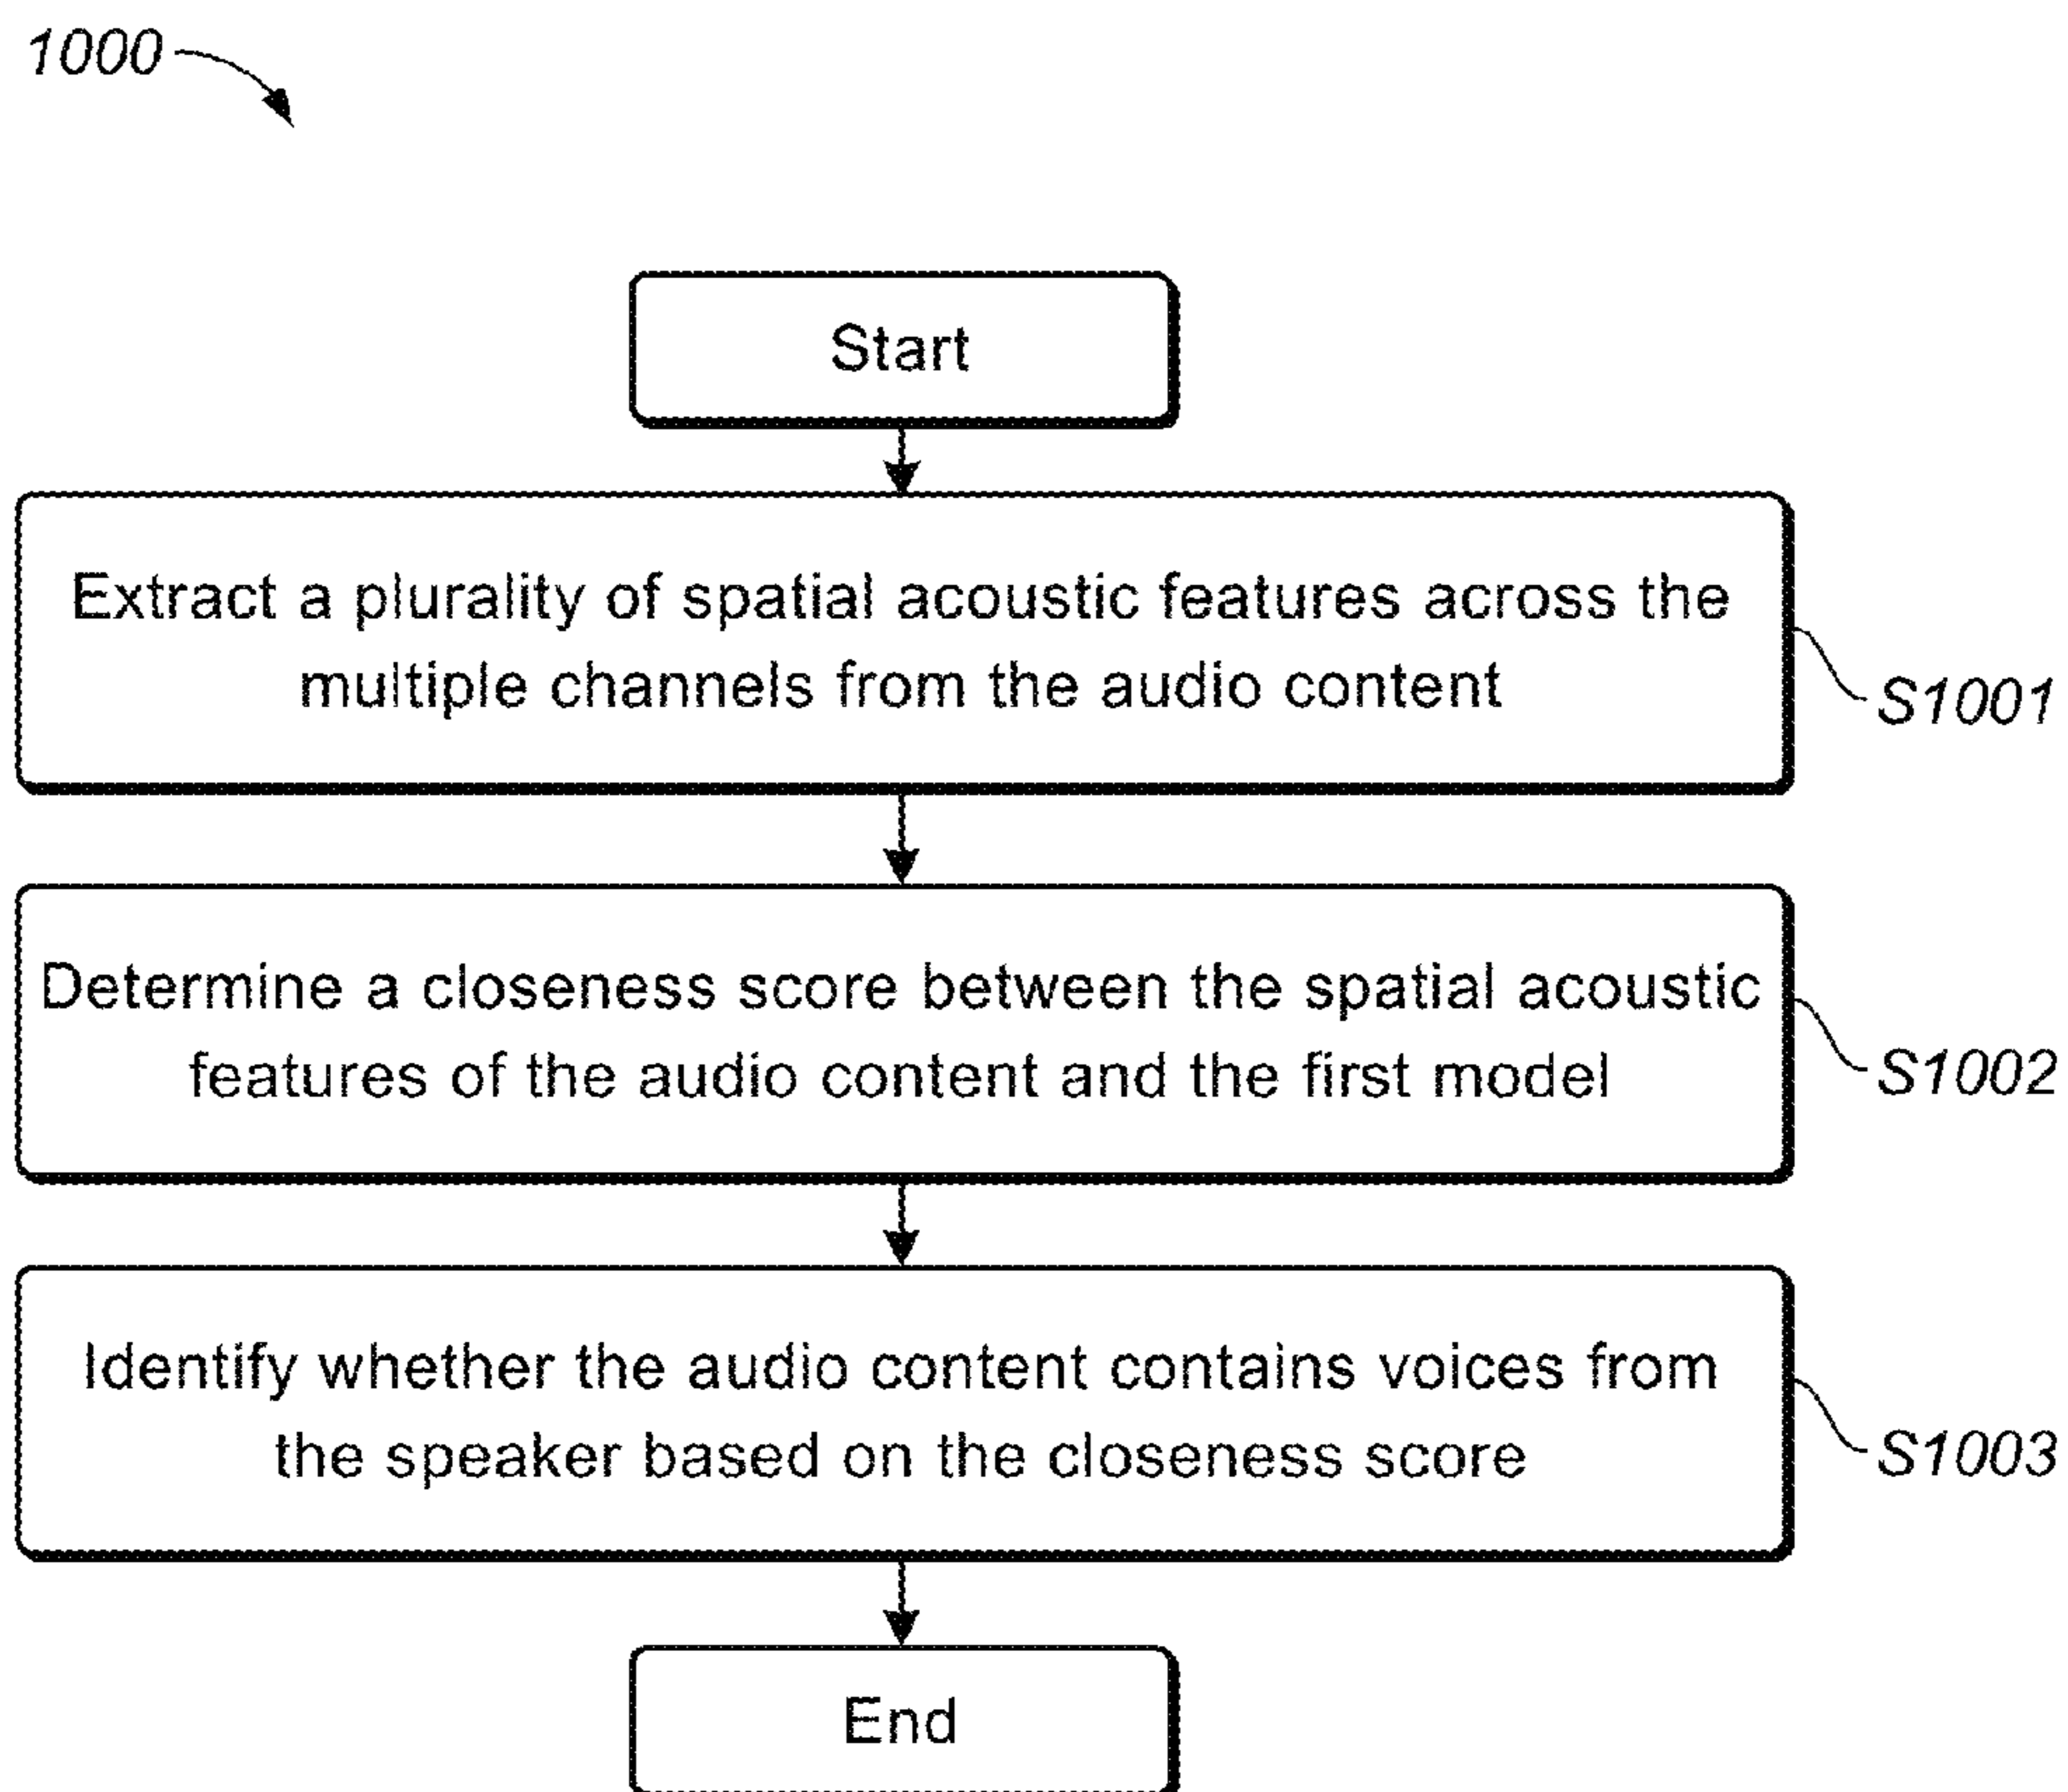 1000
Start
Extract a plurality of spatial acoustic features across the
multiple channels from the audio content
S1001
Determine a closeness score between the spatial acoustic
features of the audio content and the first model
S1002
Identify whether the audio content contains voices from
the speaker based on the closeness score
S1003
End